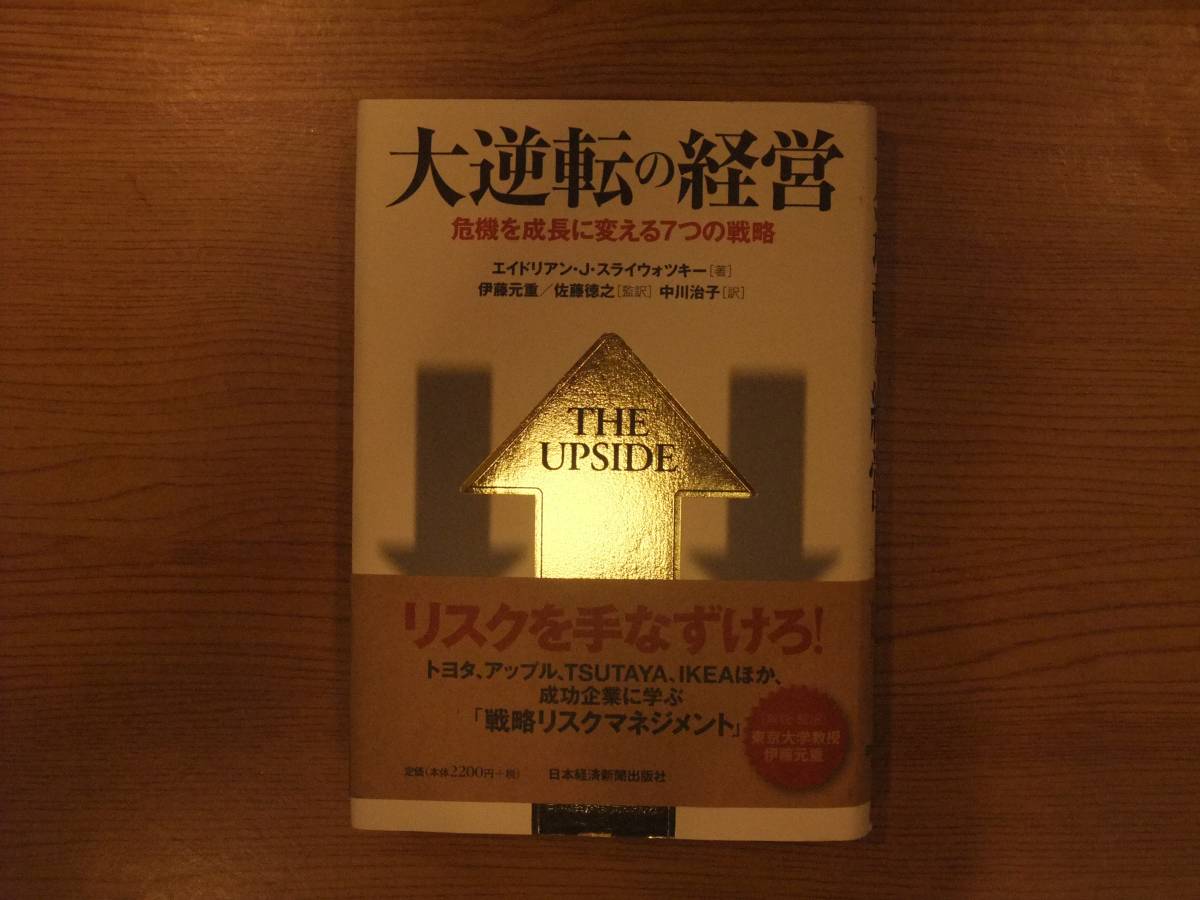 大逆転の経営
危機を成長に変える7つの戦略
エイドリアン・J・スライウォツキー[著]
伊藤元重／佐藤徳之[監訳] 中川治子[訳]
THE
UPSIDE
リスクを手なずけろ!
トヨタ、アップル、TSUTAYA、IKEAほか、
成功企業に学ぶ
「戦略リスクマネジメント」
東京大学教授
伊藤元重
定価(本体2200円+税) 日本経済新聞出版社